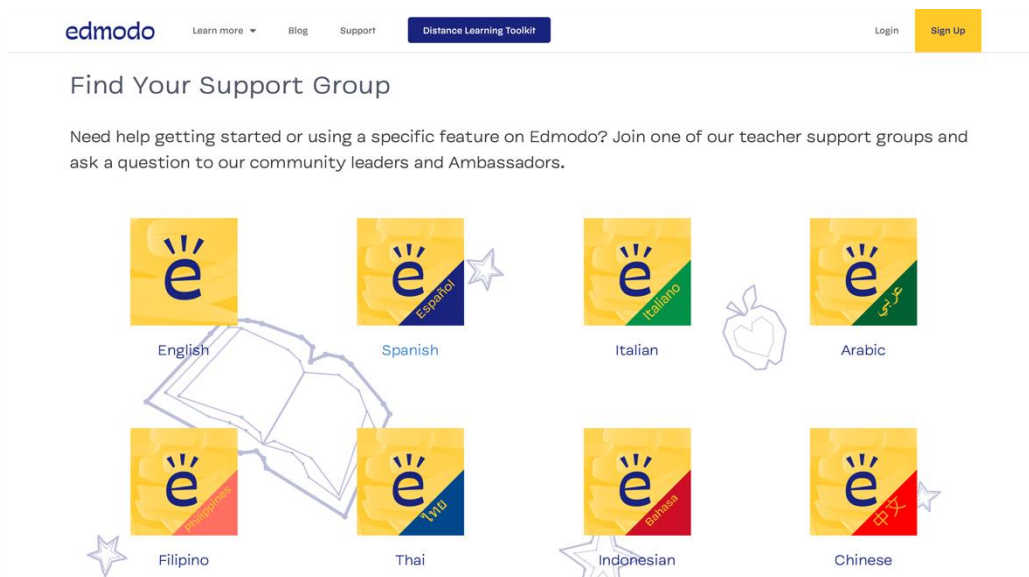 edmodo Learn more Blog Support Distance Learning Toolkit Login Sign Up
Find Your Support Group
Need help getting started or using a specific feature on Edmodo? Join one of our teacher support groups and
ask a question to our community leaders and Ambassadors.
ë Español Italiano عربي
English Spanish Italian Arabic
Philippines ไทย Bahasa 中文
Filipino Thai Indonesian Chinese